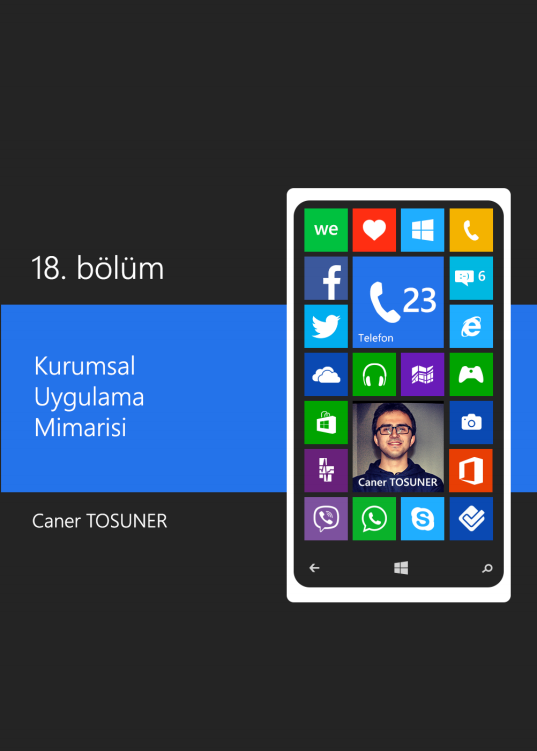 18. bölüm
Kurumsal
Uygulama
Mimarisi
Caner TOSUNER
we
f
23
Telefon
:-) 6
e
Caner TOSUNER
S